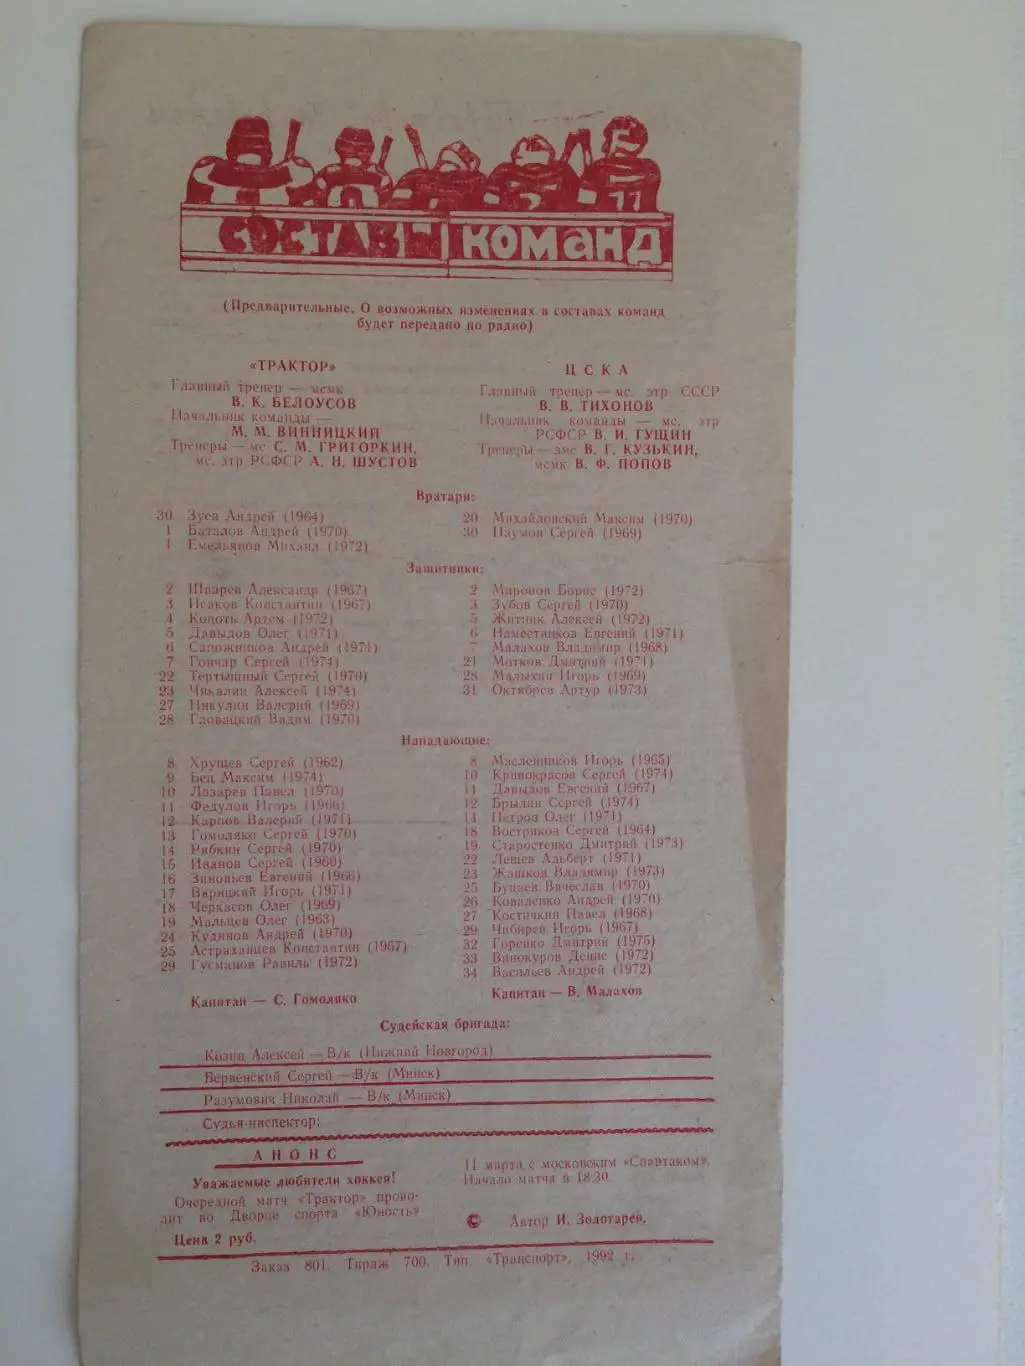 СОСТАВЫ КОМАНД
(Предварительные. О возможных изменениях в составах команд
будет передано по радио)
«ТРАКТОР»
Главный тренер — мсмк
В. К. БЕЛОУСОВ
Начальник команды —
М. М. ВИННИЦКИЙ
Тренеры — мс С. М. ГРИГОРКИН,
мс. зтр РСФСР А. Н. ШУСТОВ
ЦСКА
Главный тренер — мс. зтр СССР
В. В. ТИХОНОВ
Начальник команды — мс. зтр
РСФСР В. И. ГУЩИН
Тренеры — змс В. Г. КУЗЬКИН,
мсмк В. Ф. ПОПОВ
Вратари:
30 Зуев Андрей (1964)
1 Баталов Андрей (1970)
1 Емельянов Михаил (1972)
20 Михайловский Максим (1970)
30 Наумов Сергей (1969)
Защитники:
2 Шварев Александр (1967)
3 Исаков Константин (1967)
4 Копоть Артем (1972)
5 Давыдов Олег (1971)
6 Сапожников Андрей (1971)
7 Гончар Сергей (1974)
22 Тертышный Сергей (1970)
23 Чикалин Алексей (1974)
27 Никулин Валерий (1969)
28 Гловацкий Вадим (1970)
2 Миронов Борис (1972)
3 Зубов Сергей (1970)
5 Житник Алексей (1972)
6 Наместников Евгений (1971)
7 Малахов Владимир (1968)
21 Мотков Дмитрий (1971)
28 Малыхин Игорь (1969)
31 Октябрев Артур (1973)
Нападающие:
8 Хрущев Сергей (1962)
9 Бец Максим (1974)
10 Лазарев Павел (1970)
11 Федулов Игорь (1966)
12 Карпов Валерий (1971)
13 Гомоляко Сергей (1970)
14 Рябкин Сергей (1970)
15 Иванов Сергей (1960)
16 Зиновьев Евгений (1966)
17 Варицкий Игорь (1971)
18 Черкасов Олег (1969)
19 Мальцев Олег (1963)
24 Кудинов Андрей (1970)
25 Астраханцев Константин (1967)
29 Гусманов Равиль (1972)
8 Масленников Игорь (1965)
10 Кривокрасов Сергей (1974)
11 Давыдов Евгений (1967)
12 Брылин Сергей (1974)
14 Петров Олег (1971)
18 Востриков Сергей (1964)
19 Старостенко Дмитрий (1973)
22 Лещев Альберт (1971)
23 Жашков Владимир (1973)
25 Буцаев Вячеслав (1970)
26 Коваленко Андрей (1970)
27 Костичкин Павел (1968)
29 Чибирев Игорь (1967)
32 Горенко Дмитрий (1975)
33 Винокуров Денис (1972)
34 Васильев Андрей (1972)
Капитан — С. Гомоляко
Капитан — В. Малахов
Судейская бригада:
Козин Алексей — В/к (Нижний Новгород)
Бервенский Сергей — В/к (Минск)
Разумович Николай — В/к (Минск)
Судья-инспектор:
АНОНС
Уважаемые любители хоккея!
Очередной матч «Трактор» прово-
дит во Дворце спорта «Юность»
Цена 2 руб.
11 марта с московским «Спартаком».
Начало матча в 18.30.
© Автор И. Золотарев.
Заказ 801. Тираж 700. Тип. «Транспорт», 1992 г.